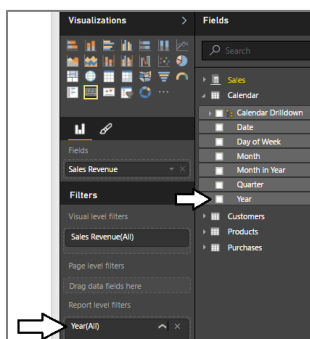 Visualizations
Fields
Search
Sales
Calendar
Calendar Drilldown
Date
Day of Week
Month
Month in Year
Quarter
Year
Customers
Products
Purchases
Fields
Sales Revenue
Filters
Visual level filters
Sales Revenue(All)
Page level filters
Drag data fields here
Report level filters
Year(All)